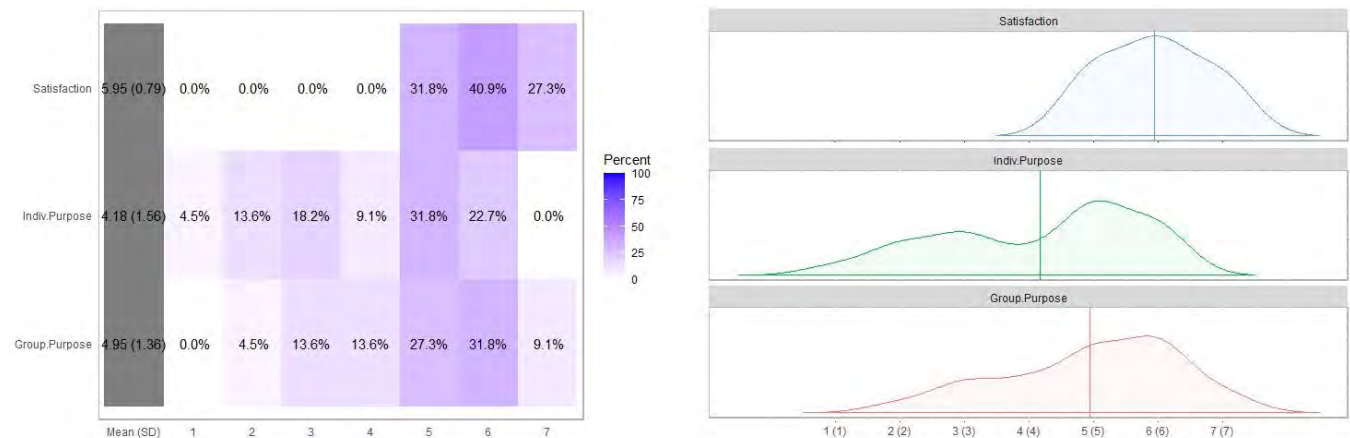 Satisfaction 5.95 (0.79) 0.0% 0.0% 0.0% 0.0% 31.8% 40.9% 27.3%
Indiv.Purpose 4.18 (1.56) 4.5% 13.6% 18.2% 9.1% 31.8% 22.7% 0.0%
Group.Purpose 4.95 (1.36) 0.0% 4.5% 13.6% 13.6% 27.3% 31.8% 9.1%
Mean (SD) 1 2 3 4 5 6 7
Percent
100
75
50
25
0
Satisfaction
Indiv.Purpose
Group.Purpose
1 (1) 2 (2) 3 (3) 4 (4) 5 (5) 6 (6) 7 (7)